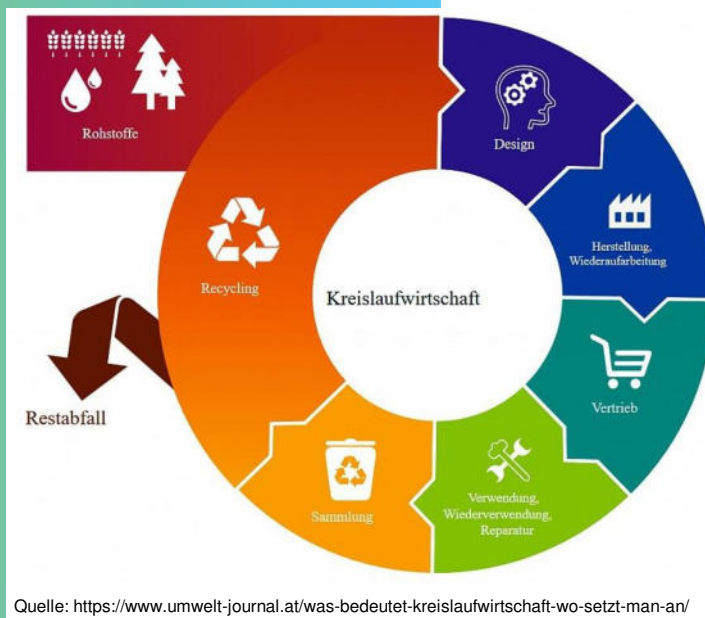 Rohstoffe
Design
Herstellung,
Wiederaufarbeitung
Recycling
Kreislaufwirtschaft
Vertrieb
Restabfall
Sammlung
Verwendung,
Wiederverwendung,
Reparatur
Quelle: https://www.umwelt-journal.at/was-bedeutet-kreislaufwirtschaft-wo-setzt-man-an/